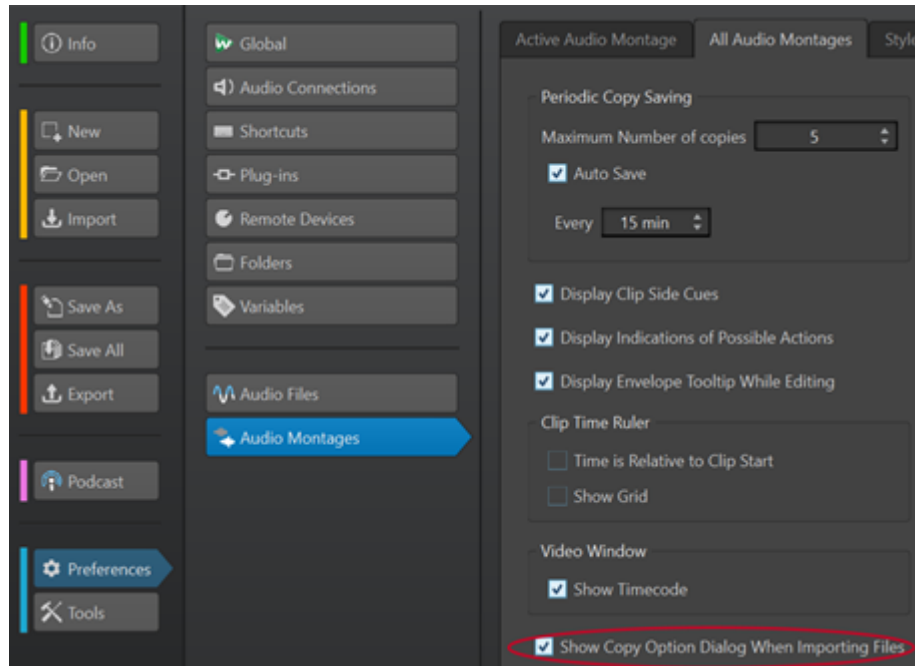 Info
New
Open
Import
Save As
Save All
Export
Podcast
Preferences
Tools
Global
Audio Connections
Shortcuts
Plug-ins
Remote Devices
Folders
Variables
Audio Files
Audio Montages
Active Audio Montage All Audio Montages Style
Periodic Copy Saving
Maximum Number of copies 5
Auto Save
Every 15 min
Display Clip Side Cues
Display Indications of Possible Actions
Display Envelope Tooltip While Editing
Clip Time Ruler
Time is Relative to Clip Start
Show Grid
Video Window
Show Timecode
Show Copy Option Dialog When Importing Files